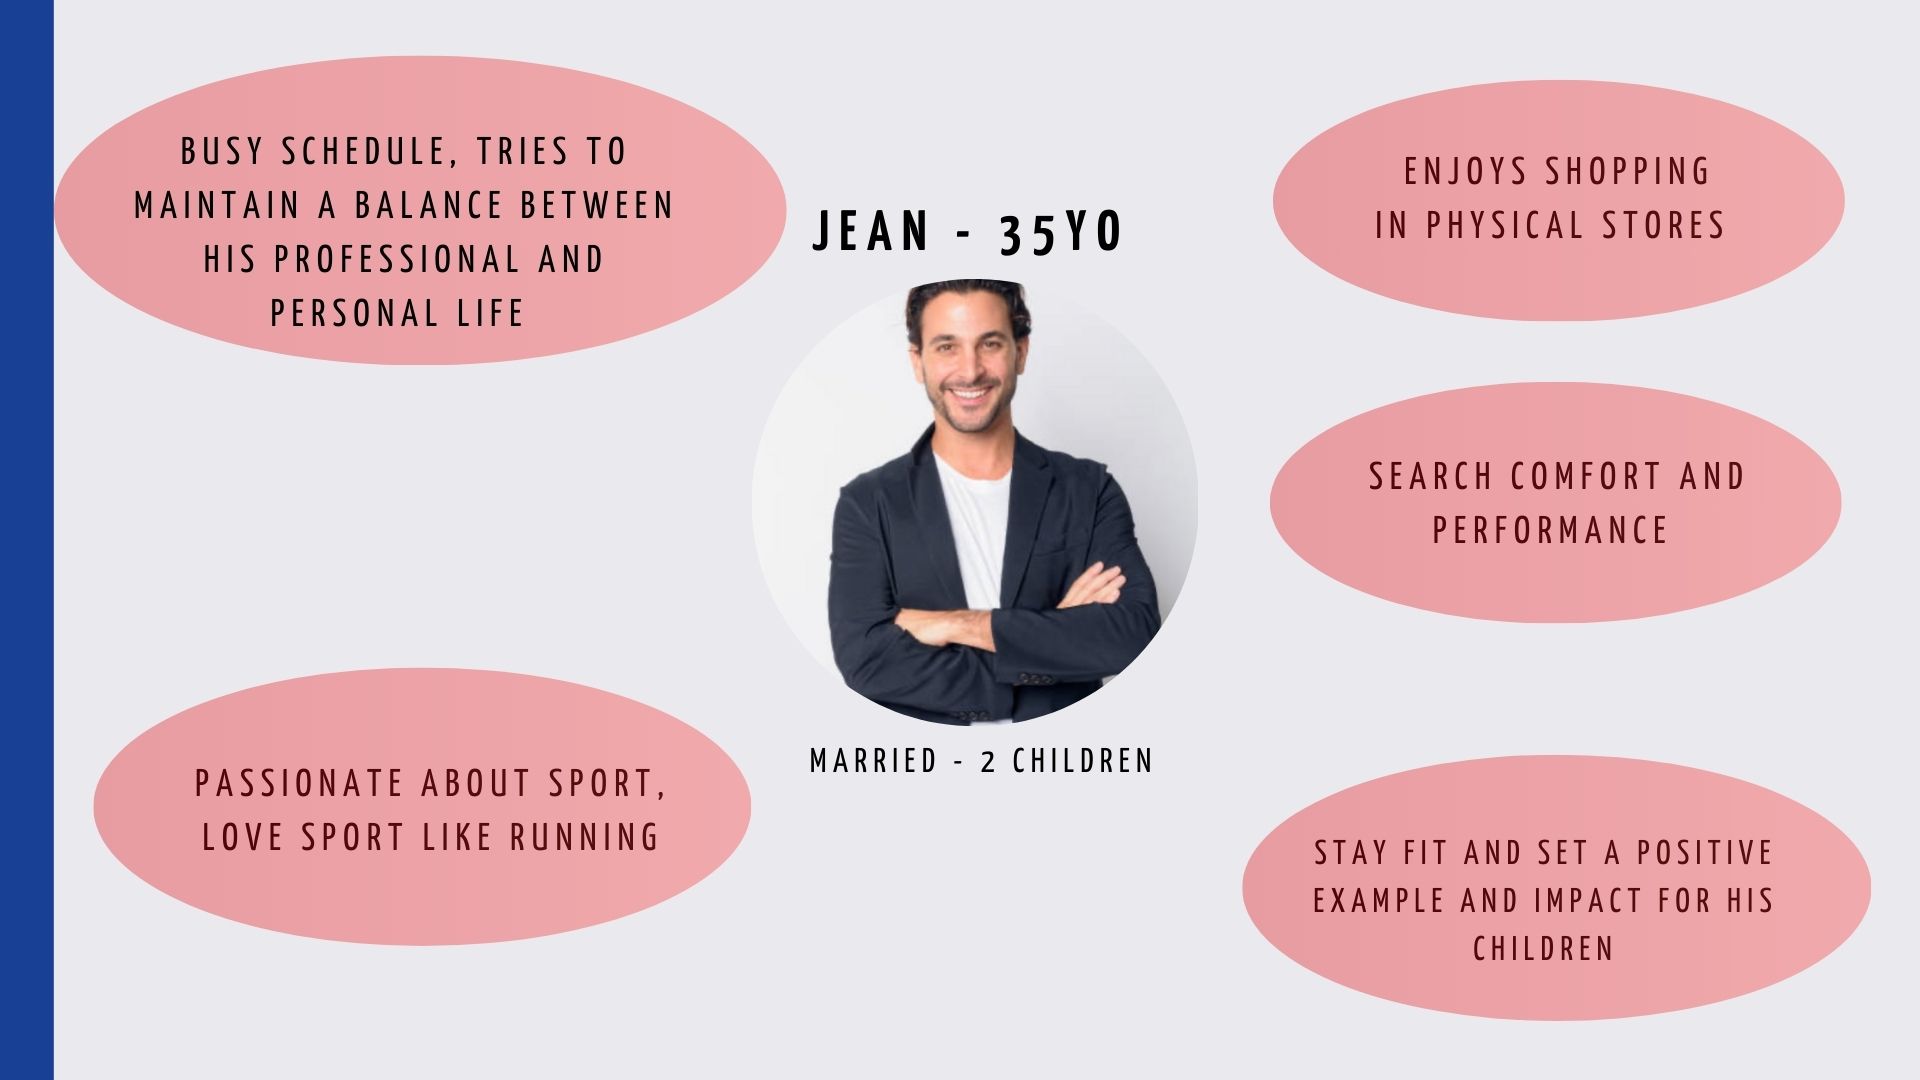 BUSY SCHEDULE, TRIES TO
MAINTAIN A BALANCE BETWEEN
HIS PROFESSIONAL AND
PERSONAL LIFE
JEAN - 35YO
MARRIED - 2 CHILDREN
PASSIONATE ABOUT SPORT,
LOVE SPORT LIKE RUNNING
ENJOYS SHOPPING
IN PHYSICAL STORES
SEARCH COMFORT AND
PERFORMANCE
STAY FIT AND SET A POSITIVE
EXAMPLE AND IMPACT FOR HIS
CHILDREN